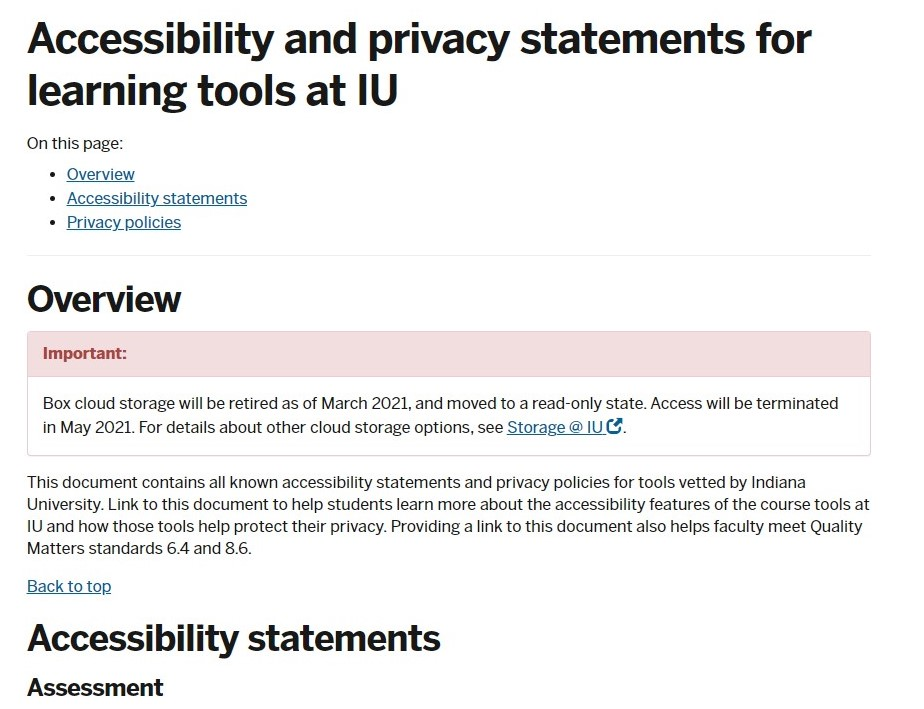 Accessibility and privacy statements for
learning tools at IU
On this page:
• Overview
• Accessibility statements
• Privacy policies
Overview
Important:
Box cloud storage will be retired as of March 2021, and moved to a read-only state. Access will be terminated
in May 2021. For details about other cloud storage options, see Storage @ IU.
This document contains all known accessibility statements and privacy policies for tools vetted by Indiana
University. Link to this document to help students learn more about the accessibility features of the course tools at
IU and how those tools help protect their privacy. Providing a link to this document also helps faculty meet Quality
Matters standards 6.4 and 8.6.
Back to top
Accessibility statements
Assessment